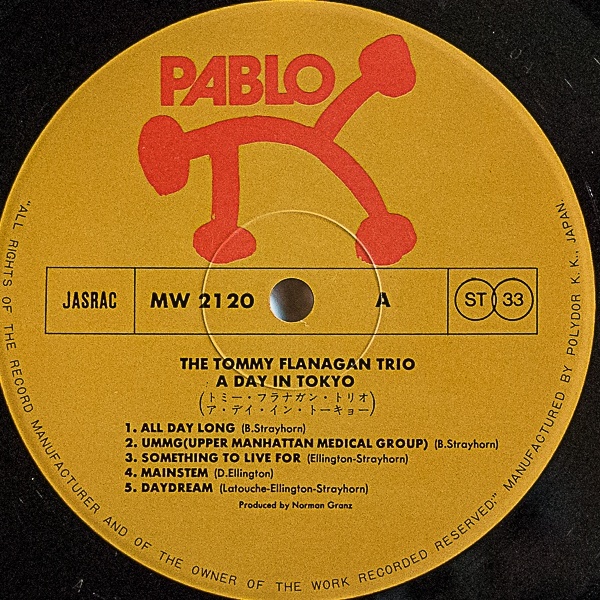 PABLO
JASRAC MW 2120 A ST 33
THE TOMMY FLANAGAN TRIO
A DAY IN TOKYO
(トミー・フラナガン・トリオ
ア・デイ・イン・トーキョー)
1. ALL DAY LONG (B.Strayhorn)
2. UMMG(UPPER MANHATTAN MEDICAL GROUP) (B.Strayhorn)
3. SOMETHING TO LIVE FOR (Ellington-Strayhorn)
4. MAINSTEM (D.Ellington)
5. DAYDREAM (Latouche-Ellington-Strayhorn)
Produced by Norman Granz
"ALL RIGHTS OF THE RECORD MANUFACTURER AND OF THE OWNER OF THE WORK RECORDED RESERVED." MANUFACTURED BY POLYDOR K. K., JAPAN.